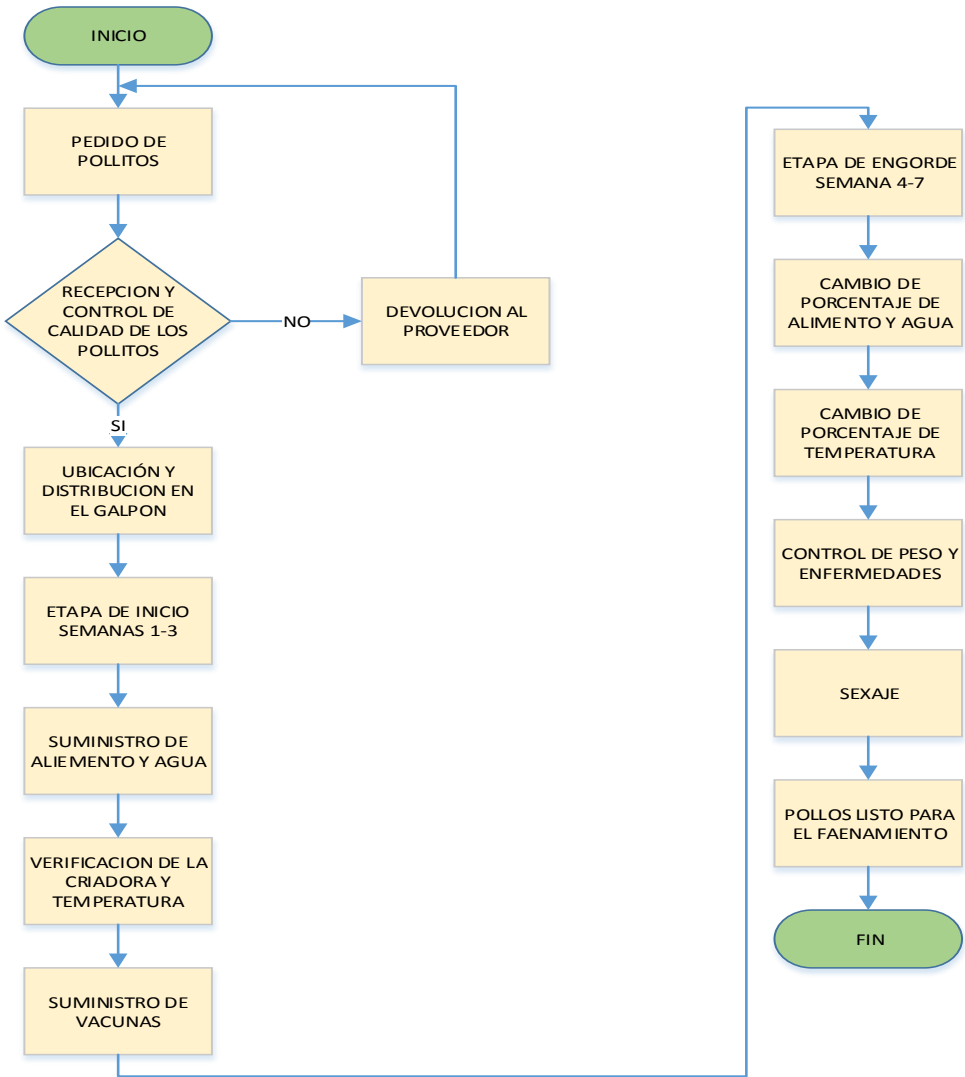 INICIO
PEDIDO DE
POLLITOS
RECEPCION Y
CONTROL DE
CALIDAD DE LOS
POLLITOS
NO
DEVOLUCION AL
PROVEEDOR
SI
UBICACIÓN Y
DISTRIBUCION EN
EL GALPON
ETAPA DE INICIO
SEMANAS 1-3
SUMINISTRO DE
ALIEMENTO Y AGUA
VERIFICACION DE LA
CRIADORA Y
TEMPERATURA
SUMINISTRO DE
VACUNAS
ETAPA DE ENGORDE
SEMANA 4-7
CAMBIO DE
PORCENTAJE DE
ALIMENTO Y AGUA
CAMBIO DE
PORCENTAJE DE
TEMPERATURA
CONTROL DE PESO Y
ENFERMEDADES
SEXAJE
POLLOS LISTO PARA
EL FAENAMIENTO
FIN